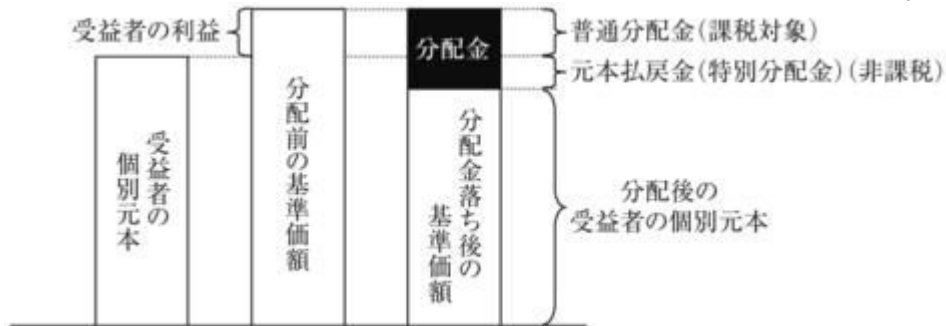 受益者の利益
受益者の
個別元本
分配前の基準価額
分配金
分配金落ち後の
基準価額
普通分配金(課税対象)
元本払戻金(特別分配金)(非課税)
分配後の
受益者の個別元本